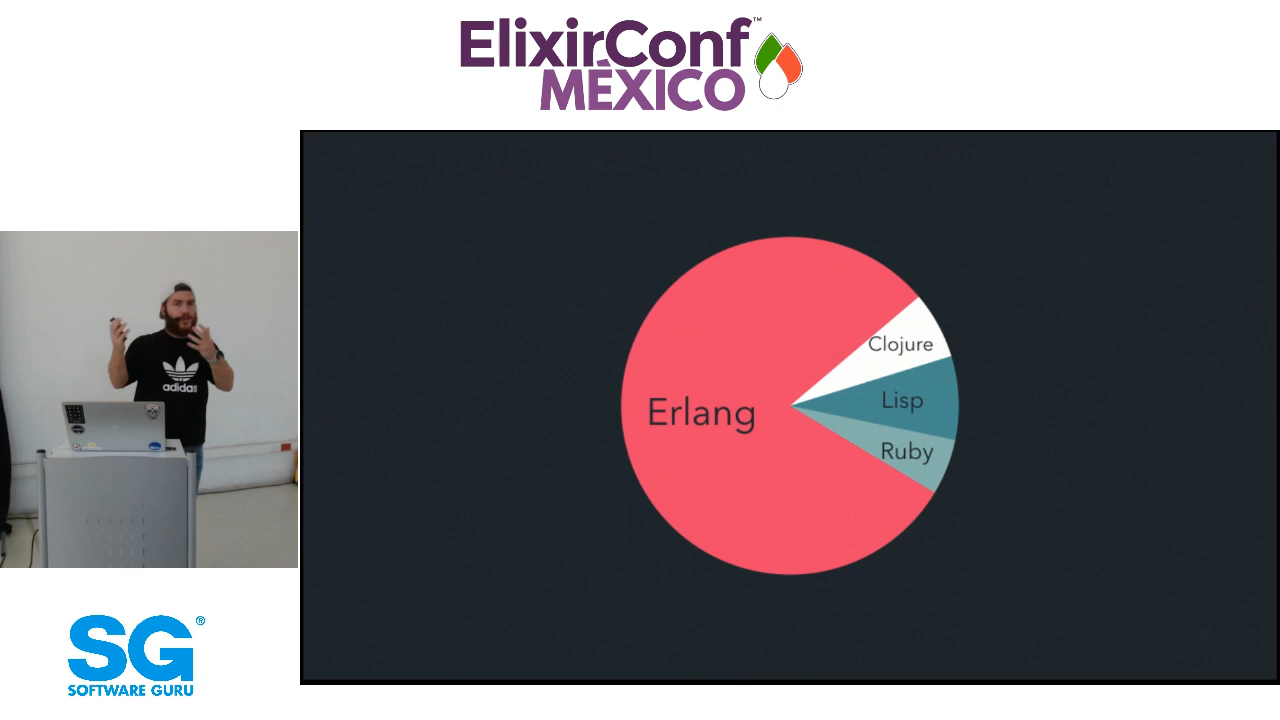 ElixirConf™
MÉXICO
Clojure
Lisp
Erlang
Ruby
adidas
SG®
SOFTWARE GURU